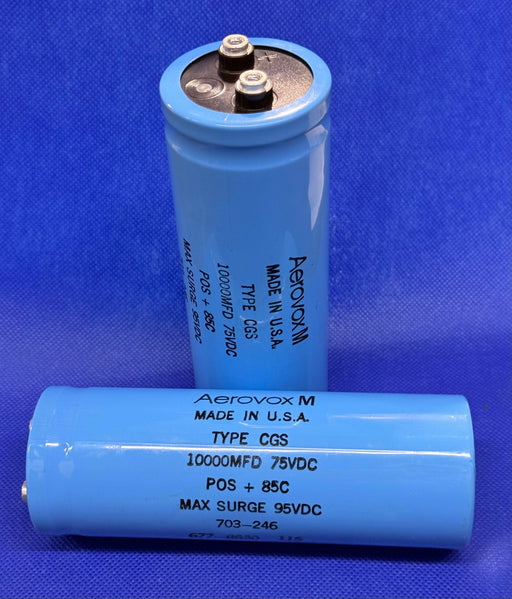 +
Aerovox M
MADE IN U.S.A.
TYPE CGS
10000MFD 75VDC
POS + 85C
MAX SURGE 95VDC
Aerovox M
MADE IN U.S.A.
TYPE CGS
10000MFD 75VDC
POS + 85C
MAX SURGE 95VDC
703-246